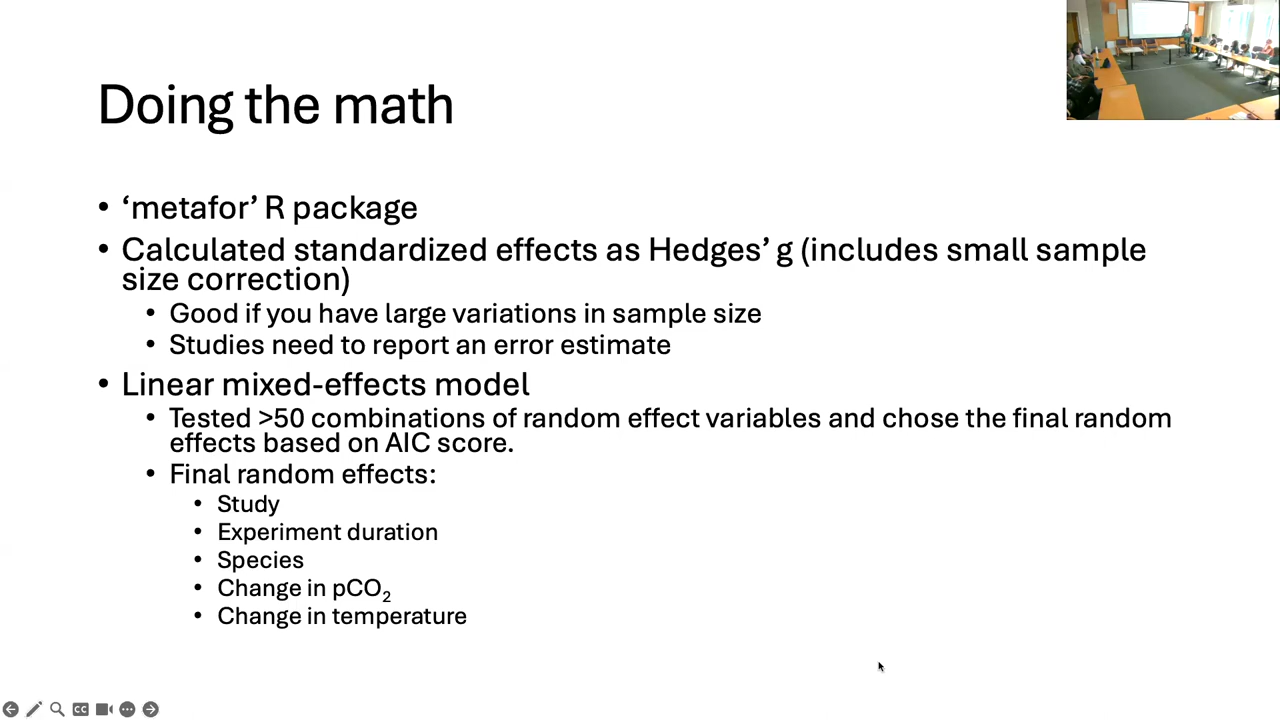 Doing the math
• ‘metafor’ R package
• Calculated standardized effects as Hedges’ g (includes small sample
size correction)
• Good if you have large variations in sample size
• Studies need to report an error estimate
• Linear mixed-effects model
• Tested >50 combinations of random effect variables and chose the final random
effects based on AIC score.
• Final random effects:
• Study
• Experiment duration
• Species
• Change in pCO₂
• Change in temperature
CC